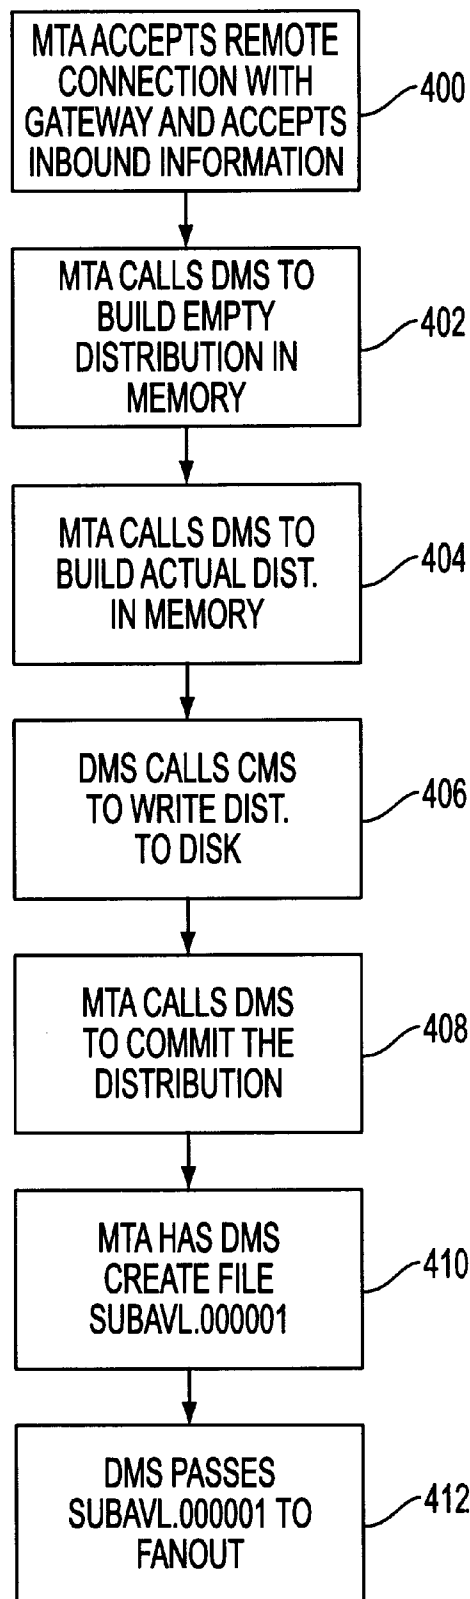 MTA ACCEPTS REMOTE
CONNECTION WITH
GATEWAY AND ACCEPTS
INBOUND INFORMATION
400
MTA CALLS DMS TO
BUILD EMPTY
DISTRIBUTION IN
MEMORY
402
MTA CALLS DMS TO
BUILD ACTUAL DIST.
IN MEMORY
404
DMS CALLS CMS
TO WRITE DIST.
TO DISK
406
MTA CALLS DMS
TO COMMIT THE
DISTRIBUTION
408
MTA HAS DMS
CREATE FILE
SUBAVL.000001
410
DMS PASSES
SUBAVL.000001 TO
FANOUT
412